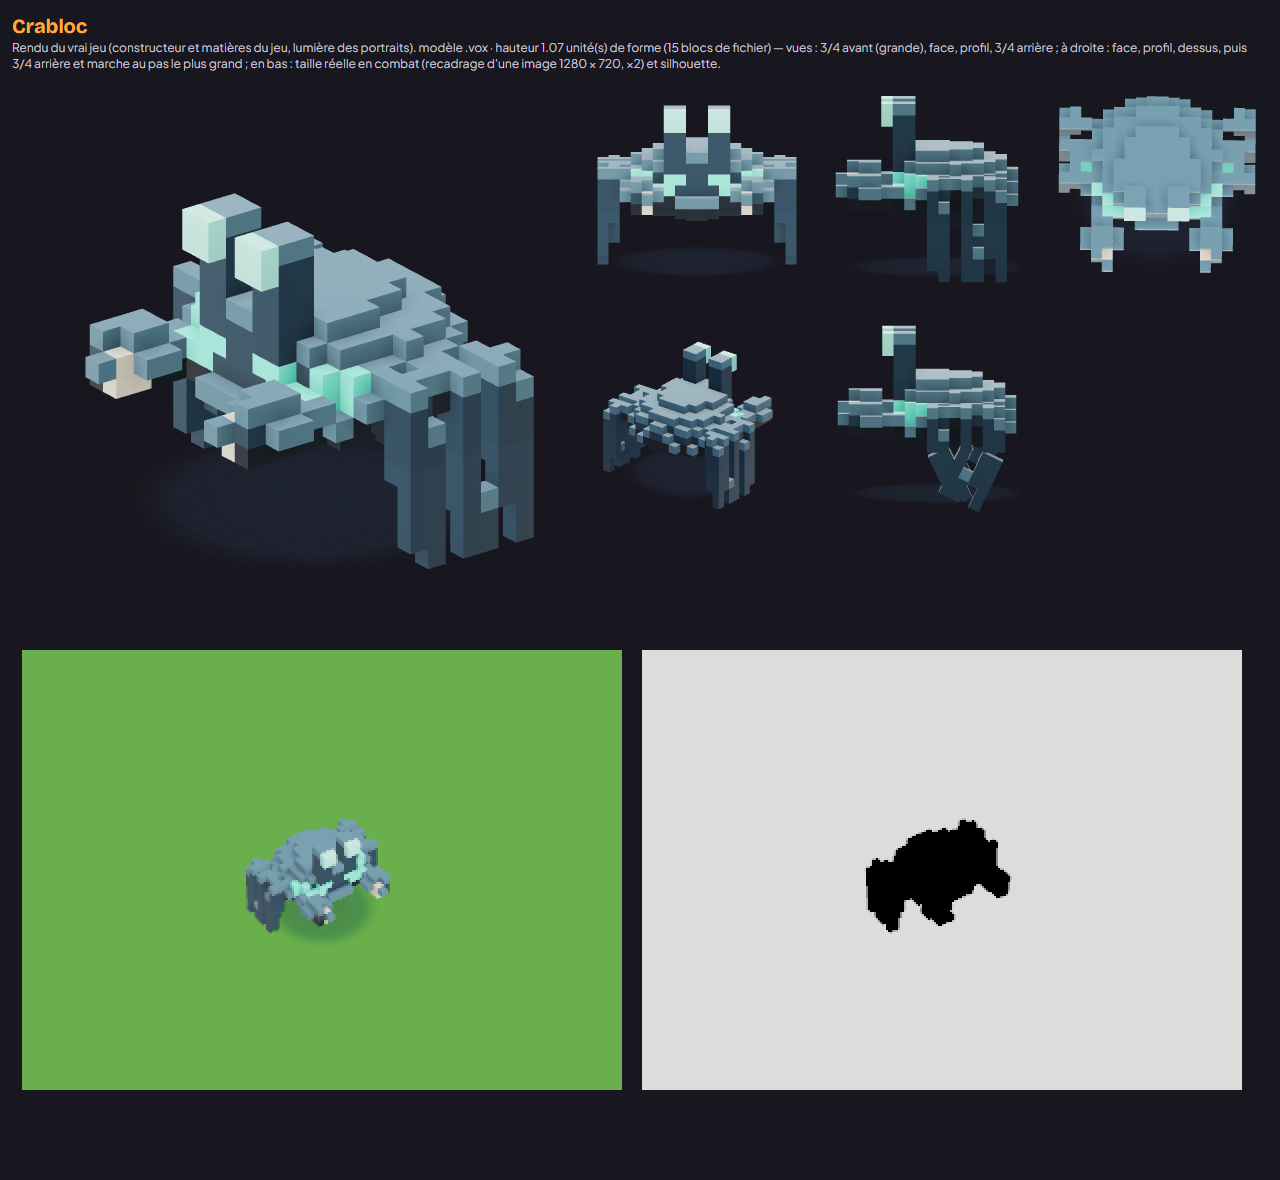 Crabloc
Rendu du vrai jeu (constructeur et matières du jeu, lumière des portraits). modèle .vox · hauteur 1.07 unité(s) de forme (15 blocs de fichier) — vues : 3/4 avant (grande), face, profil, 3/4 arrière ; à droite : face, profil, dessus, puis
3/4 arrière et marche au pas le plus grand ; en bas : taille réelle en combat (recadrage d'une image 1280 × 720, ×2) et silhouette.